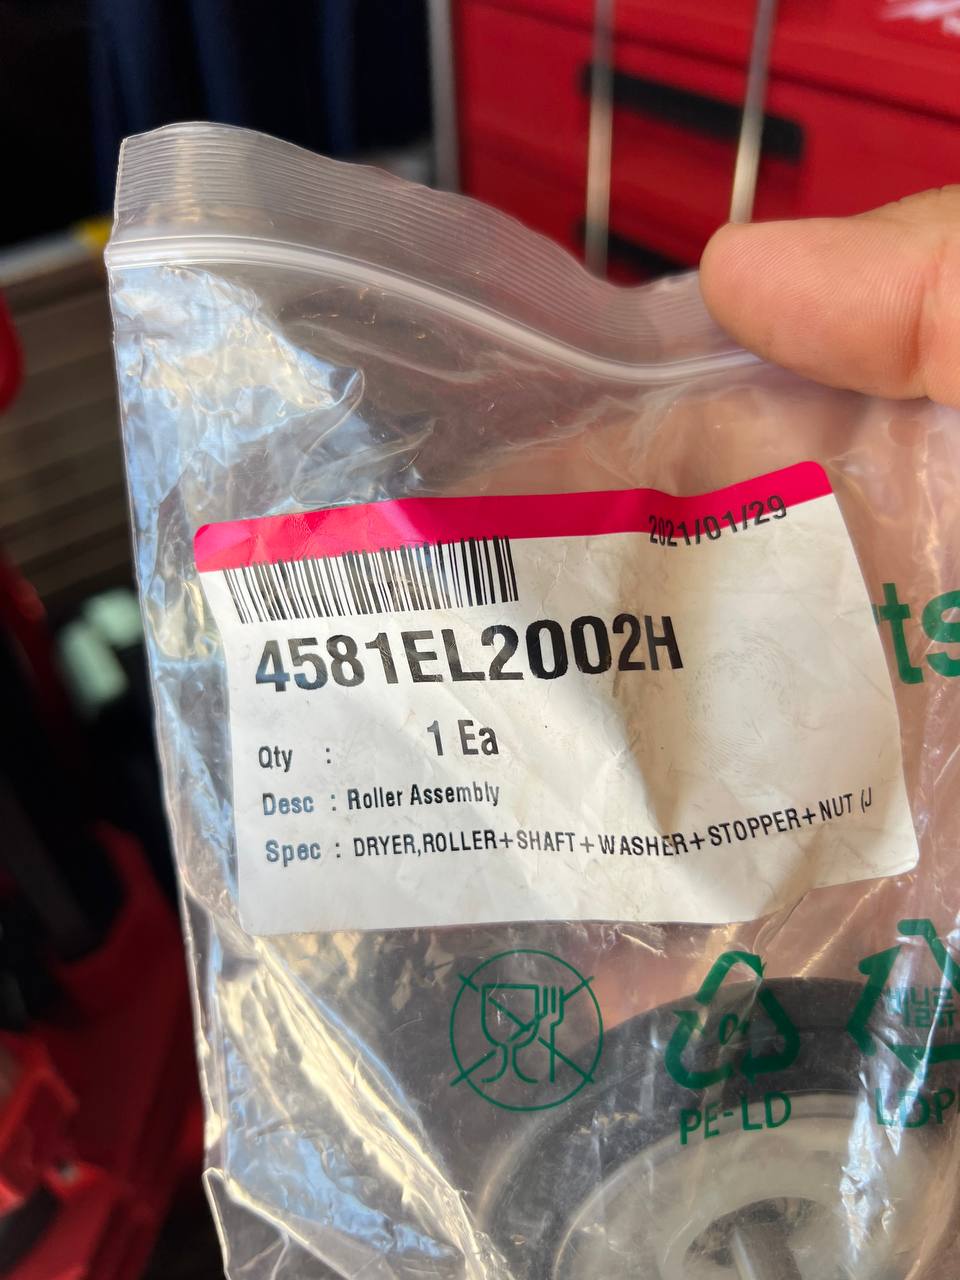 2021/01/29
4581EL2002H
Qty : 1 Ea
Desc : Roller Assembly
Spec : DRYER,ROLLER+SHAFT+WASHER+STOPPER+NUT (J
ts
PE-LD
LDP